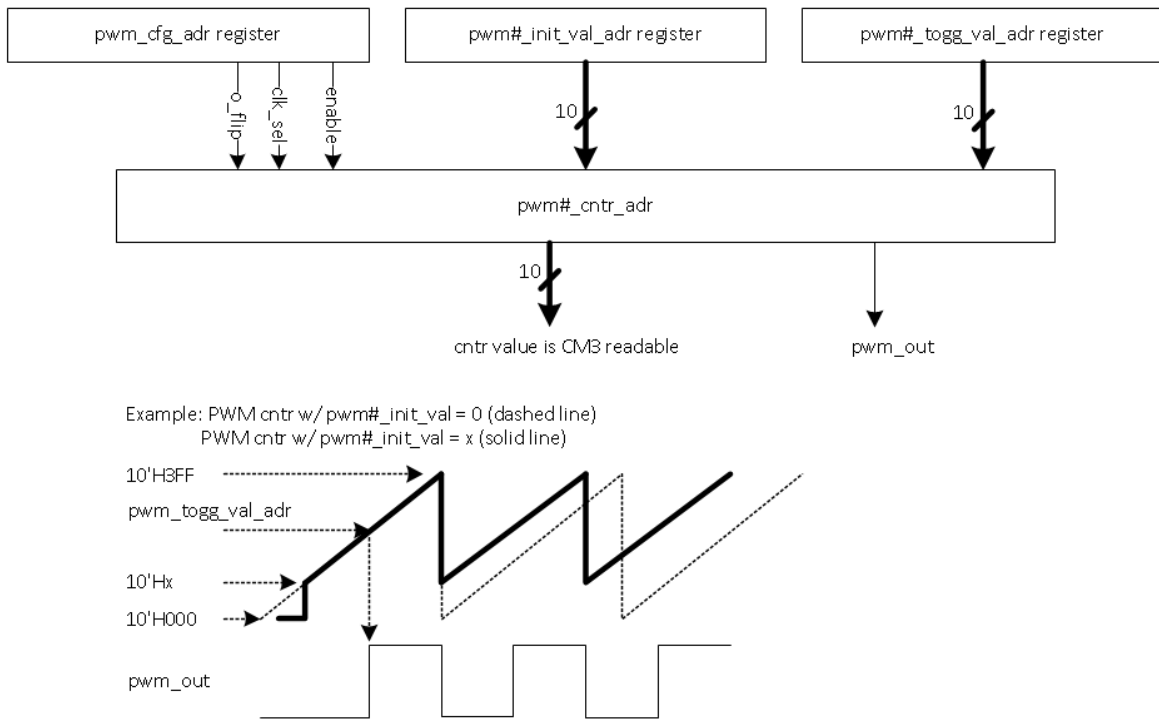 pwm_cfg_adr register
pwm#_init_val_adr register
pwm#_togg_val_adr register
o_flip
clk_sel
enable
10
10
pwm#_cntr_adr
10
cntr value is CM3 readable
pwm_out
Example: PWM cntr w/ pwm#_init_val = 0 (dashed line)
PWM cntr w/ pwm#_init_val = x (solid line)
10'H3FF
pwm_togg_val_adr
10'Hx
10'H000
pwm_out